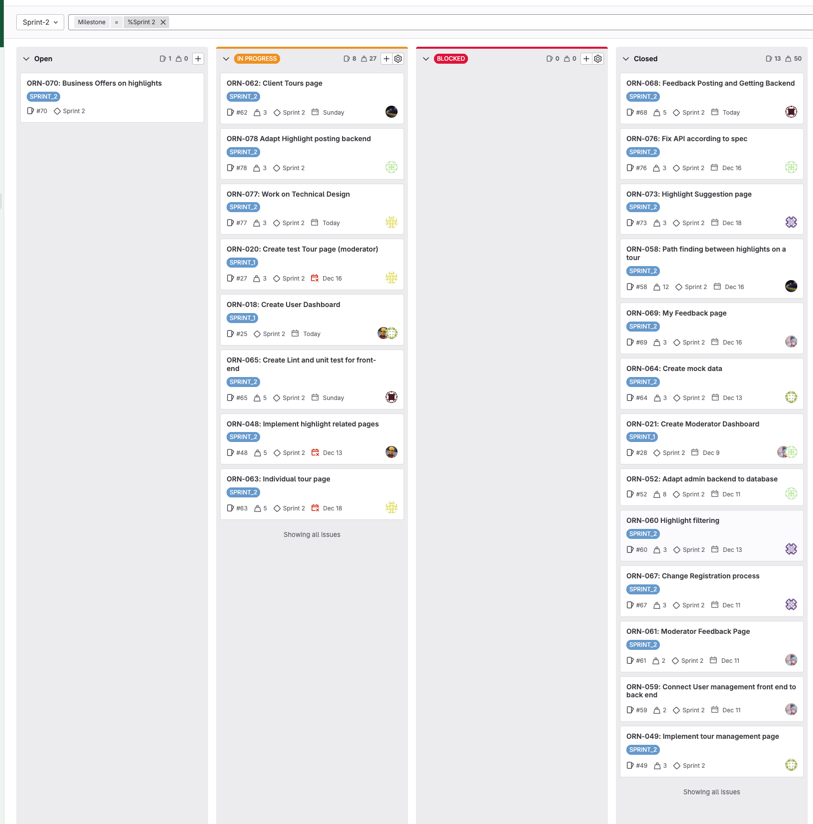 Sprint-2
Milestone = %Sprint 2
Open 1 0
ORN-070: Business Offers on highlights
SPRINT_2
#70 Sprint 2
IN PROGRESS 8 27
ORN-062: Client Tours page
SPRINT_2
#62 3 Sprint 2 Sunday
ORN-078 Adapt Highlight posting backend
SPRINT_2
#78 3 Sprint 2
ORN-077: Work on Technical Design
SPRINT_2
#77 3 Sprint 2 Today
ORN-020: Create test Tour page (moderator)
SPRINT_1
#27 3 Sprint 2 Dec 16
ORN-018: Create User Dashboard
SPRINT_1
#25 Sprint 2 Today
ORN-065: Create Lint and unit test for front-
end
SPRINT_2
#65 5 Sprint 2 Sunday
ORN-048: Implement highlight related pages
SPRINT_2
#48 5 Sprint 2 Dec 13
ORN-063: Individual tour page
SPRINT_2
#63 5 Sprint 2 Dec 18
Showing all issues
BLOCKED 0 0
Closed 13 50
ORN-068: Feedback Posting and Getting Backend
SPRINT_2
#68 5 Sprint 2 Today
ORN-076: Fix API according to spec
SPRINT_2
#76 3 Sprint 2 Dec 16
ORN-073: Highlight Suggestion page
SPRINT_2
#73 3 Sprint 2 Dec 18
ORN-058: Path finding between highlights on a
tour
SPRINT_2
#58 12 Sprint 2 Dec 16
ORN-069: My Feedback page
SPRINT_2
#69 3 Sprint 2 Dec 16
ORN-064: Create mock data
SPRINT_2
#64 3 Sprint 2 Dec 13
ORN-021: Create Moderator Dashboard
SPRINT_1
#28 Sprint 2 Dec 9
ORN-052: Adapt admin backend to database
SPRINT_2
#52 8 Sprint 2 Dec 11
ORN-060 Highlight filtering
SPRINT_2
#60 3 Sprint 2 Dec 13
ORN-067: Change Registration process
SPRINT_2
#67 3 Sprint 2 Dec 11
ORN-061: Moderator Feedback Page
SPRINT_2
#61 2 Sprint 2 Dec 11
ORN-059: Connect User management front end to
back end
SPRINT_2
#59 2 Sprint 2 Dec 11
ORN-049: Implement tour management page
SPRINT_2
#49 3 Sprint 2
Showing all issues